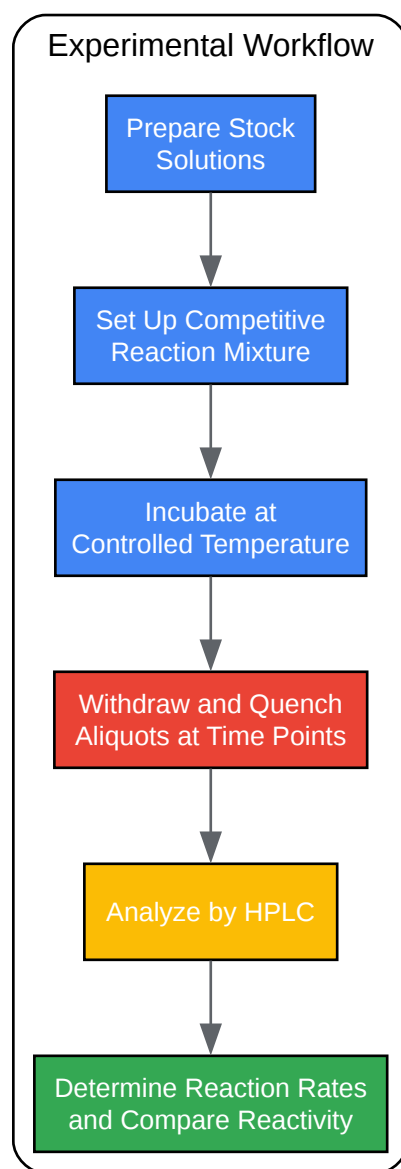 Experimental Workflow
Prepare Stock
Solutions
Set Up Competitive
Reaction Mixture
Incubate at
Controlled Temperature
Withdraw and Quench
Aliquots at Time Points
Analyze by HPLC
Determine Reaction Rates
and Compare Reactivity